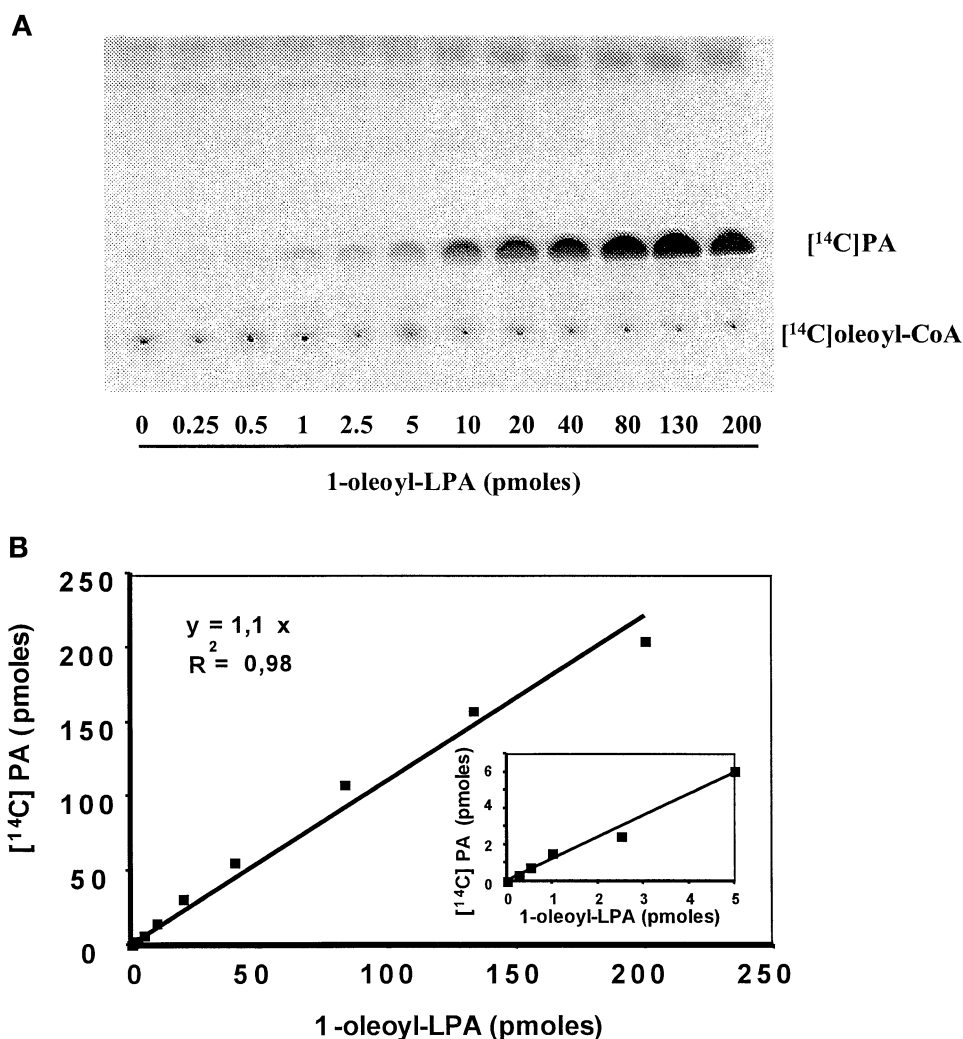 A
[¹⁴C]PA
[¹⁴C]oleoyl-CoA
0 0.25 0.5 1 2.5 5 10 20 40 80 130 200
1-oleoyl-LPA (pmoles)
B
250
200
150
100
50
0
[¹⁴C] PA (pmoles)
y = 1,1 x
R² = 0,98
6
4
2
0
[¹⁴C] PA (pmoles)
0 1 2 3 4 5
1-oleoyl-LPA (pmoles)
0 50 100 150 200 250
1-oleoyl-LPA (pmoles)